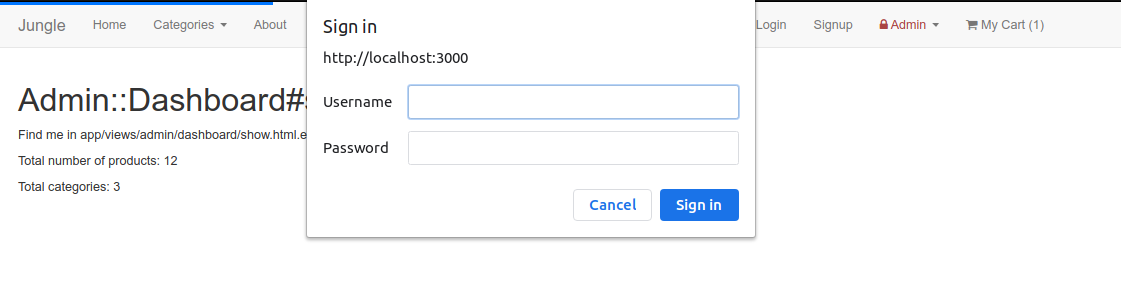 Jungle Home Categories About Login Signup Admin My Cart (1)
Sign in
http://localhost:3000
Username
Password
Cancel Sign in
Admin::Dashboard#
Find me in app/views/admin/dashboard/show.html.e
Total number of products: 12
Total categories: 3